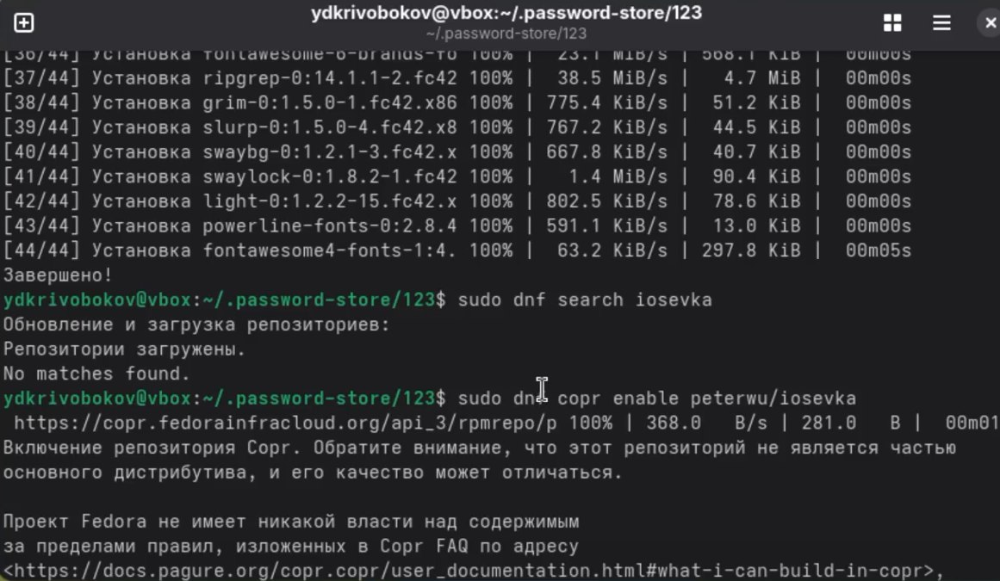 ydkrivobokov@vbox:~/.password-store/123
~/.password-store/123
[36/44] Установка fontawesome-6-brands-fo 100% | 23.1 MiB/s | 568.1 KiB | 00m00s
[37/44] Установка ripgrep-0:14.1.1-2.fc42 100% | 38.5 MiB/s | 4.7 MiB | 00m00s
[38/44] Установка grim-0:1.5.0-1.fc42.x86 100% | 775.4 KiB/s | 51.2 KiB | 00m00s
[39/44] Установка slurp-0:1.5.0-4.fc42.x8 100% | 767.2 KiB/s | 44.5 KiB | 00m00s
[40/44] Установка swaybg-0:1.2.1-3.fc42.x 100% | 667.8 KiB/s | 40.7 KiB | 00m00s
[41/44] Установка swaylock-0:1.8.2-1.fc42 100% | 1.4 MiB/s | 90.4 KiB | 00m00s
[42/44] Установка light-0:1.2.2-15.fc42.x 100% | 802.5 KiB/s | 78.6 KiB | 00m00s
[43/44] Установка powerline-fonts-0:2.8.4 100% | 591.1 KiB/s | 13.0 KiB | 00m00s
[44/44] Установка fontawesome4-fonts-1:4. 100% | 63.2 KiB/s | 297.8 KiB | 00m05s
Завершено!
ydkrivobokov@vbox:~/.password-store/123$ sudo dnf search iosevka
Обновление и загрузка репозиториев:
Репозитории загружены.
No matches found.
ydkrivobokov@vbox:~/.password-store/123$ sudo dnf copr enable peterwu/iosevka
https://copr.fedorainfracloud.org/api_3/rpmrepo/p 100% | 368.0 B/s | 281.0 B | 00m01
Включение репозитория Copr. Обратите внимание, что этот репозиторий не является частью
основного дистрибутива, и его качество может отличаться.
Проект Fedora не имеет никакой власти над содержимым
за пределами правил, изложенных в Copr FAQ по адресу
<https://docs.pagure.org/copr.copr/user_documentation.html#what-i-can-build-in-copr>,